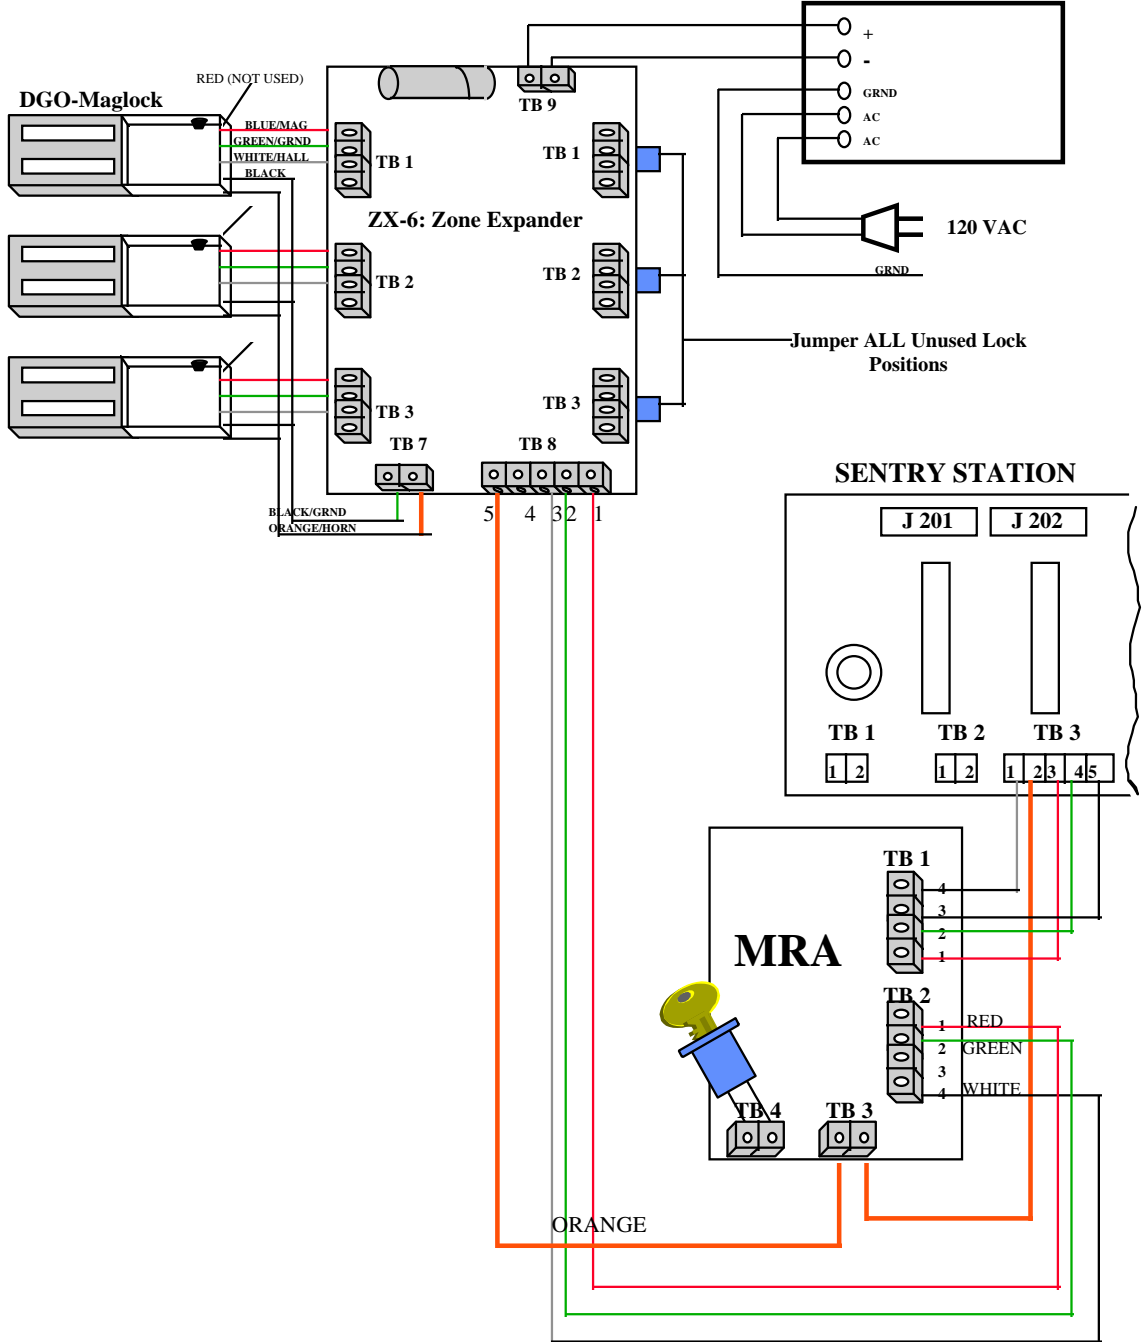 +
-
GRND
AC
AC
RED (NOT USED)
DGO-Maglock
TB 9
BLUE/MAG
GREEN/GRND
WHITE/HALL
BLACK
TB 1
TB 1
ZX-6: Zone Expander
120 VAC
GRND
TB 2
TB 2
Jumper ALL Unused Lock
Positions
TB 3
TB 3
TB 7
TB 8
BLACK/GRND
ORANGE/HORN
5 4 3 2 1
SENTRY STATION
J 201
J 202
TB 1
TB 2
TB 3
1 2
1 2
1 2 3 4 5
TB 1
4
3
2
1
MRA
TB 2
1 RED
2 GREEN
3
4 WHITE
TB 4
TB 3
ORANGE